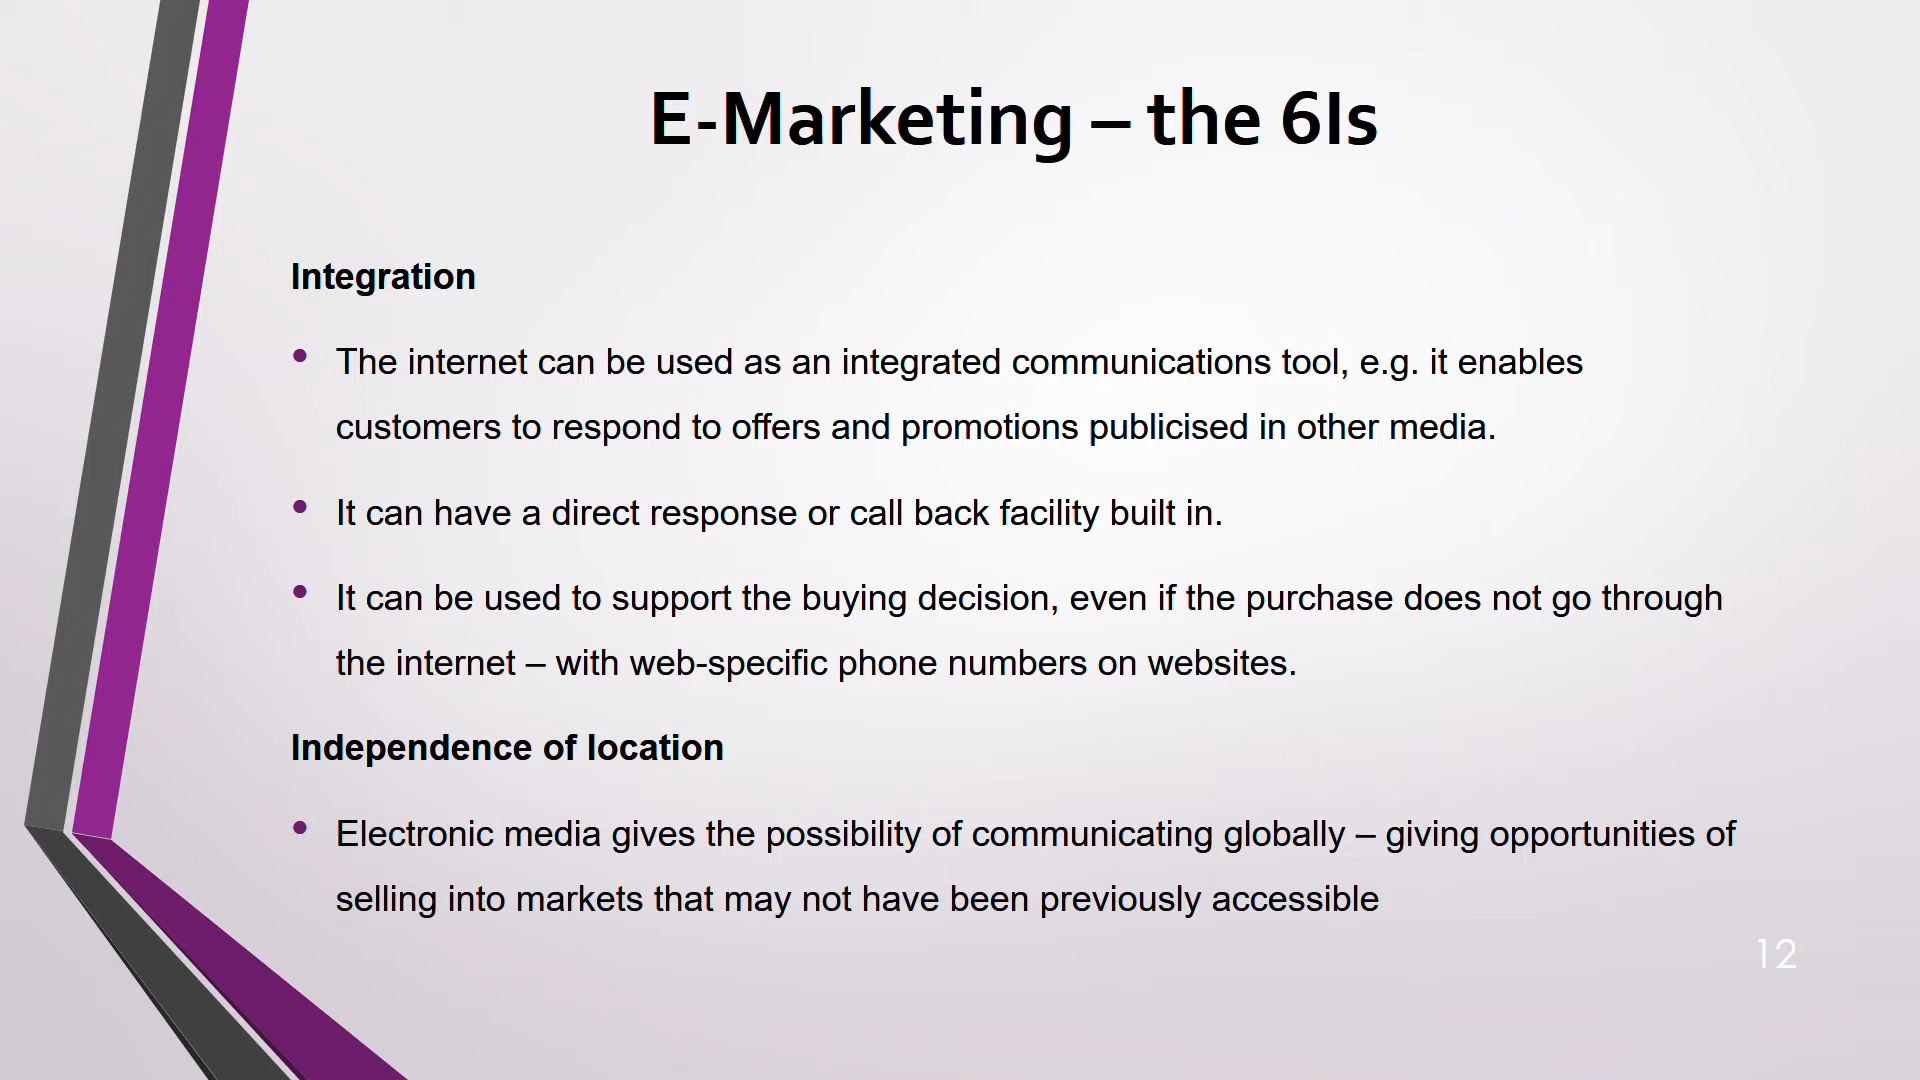 E-Marketing – the 6Is
Integration
• The internet can be used as an integrated communications tool, e.g. it enables
customers to respond to offers and promotions publicised in other media.
• It can have a direct response or call back facility built in.
• It can be used to support the buying decision, even if the purchase does not go through
the internet – with web-specific phone numbers on websites.
Independence of location
• Electronic media gives the possibility of communicating globally – giving opportunities of
selling into markets that may not have been previously accessible
12